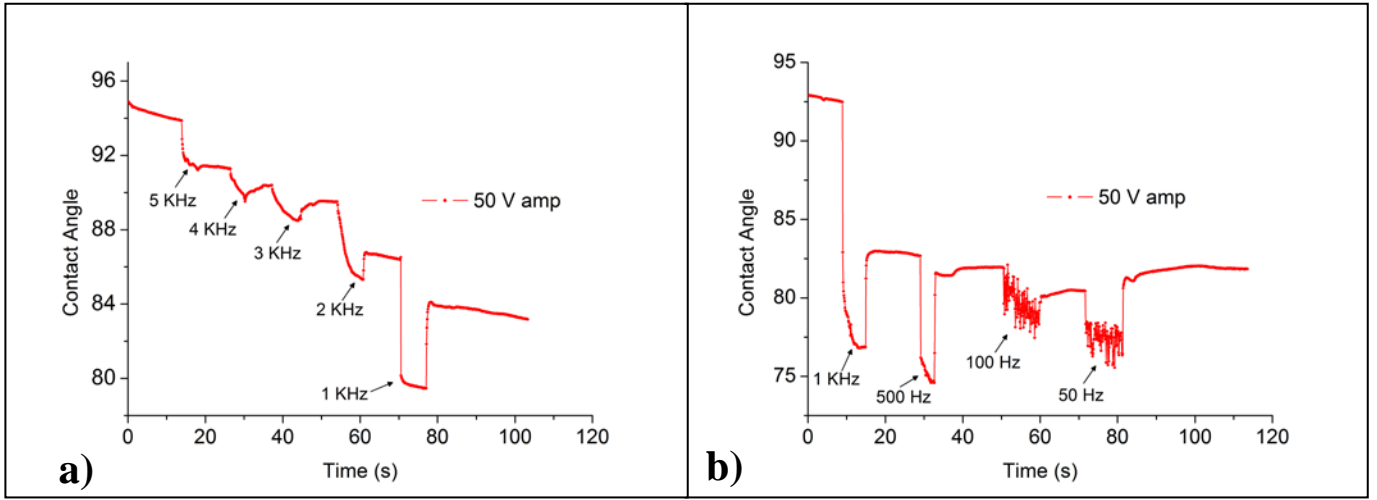 96
92
88
84
80
Contact Angle
5 KHz
4 KHz
3 KHz
2 KHz
1 KHz
50 V amp
0 20 40 60 80 100 120
Time (s)
a)
95
90
85
80
75
Contact Angle
50 V amp
1 KHz
500 Hz
100 Hz
50 Hz
0 20 40 60 80 100 120
Time (s)
b)